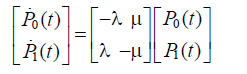 [Ṗ₀(t)] = [−λ μ] [P₀(t)]
[Ṗ₁(t)] [λ −μ] [P₁(t)]